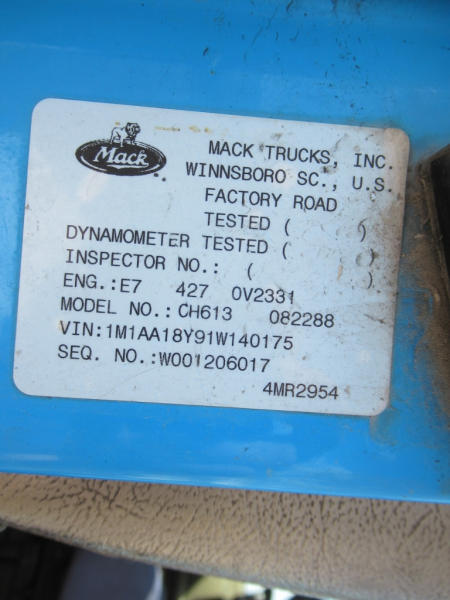 Mack
MACK TRUCKS, INC.
WINNSBORO SC., U.S.
FACTORY ROAD
TESTED ( )
DYNAMOMETER TESTED ( )
INSPECTOR NO.: ( )
ENG.:E7 427 0V2331
MODEL NO.:CH613 082288
VIN:1M1AA18Y91W140175
SEQ. NO.:W001206017
4MR2954